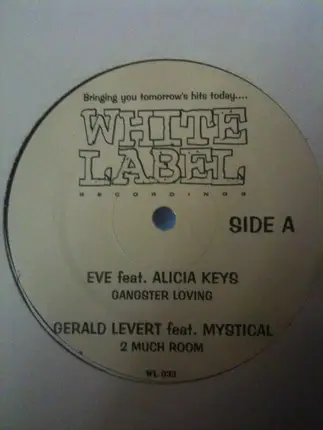 Bringing you tomorrow's hits today....
WHITE
LABEL
RECORDINGS
SIDE A
EVE feat. ALICIA KEYS
GANGSTER LOVING
GERALD LEVERT feat. MYSTICAL
2 MUCH ROOM